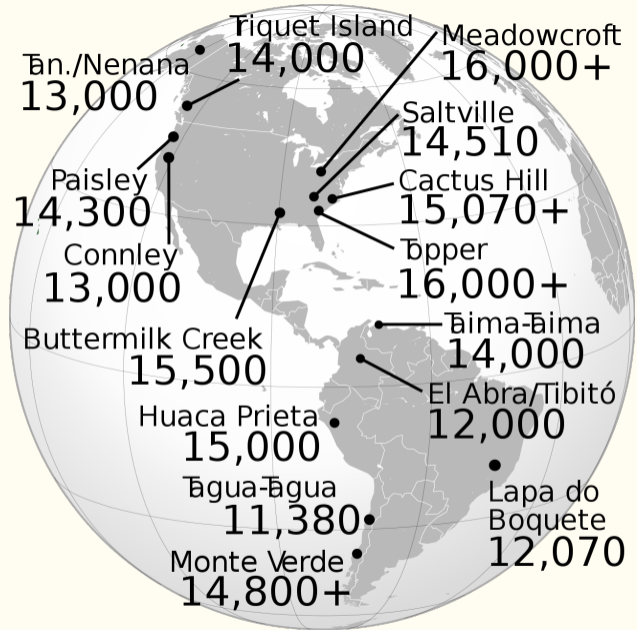 Triquet Island
14,000
Meadowcroft
16,000+
Tan./Nenana
13,000
Saltville
14,510
Paisley
14,300
Cactus Hill
15,070+
Connley
13,000
Topper
16,000+
Buttermilk Creek
15,500
Taima-Taima
14,000
El Abra/Tibitó
12,000
Huaca Prieta
15,000
Tagua-Tagua
11,380
Lapa do
Boquete
12,070
Monte Verde
14,800+